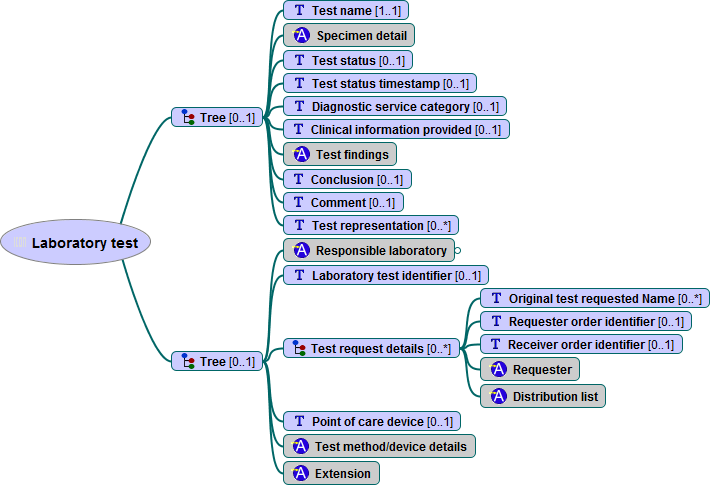 Laboratory test
Tree [0..1]
T Test name [1..1]
A Specimen detail
T Test status [0..1]
T Test status timestamp [0..1]
T Diagnostic service category [0..1]
T Clinical information provided [0..1]
A Test findings
T Conclusion [0..1]
T Comment [0..1]
T Test representation [0..*]
Tree [0..1]
A Responsible laboratory
T Laboratory test identifier [0..1]
Test request details [0..*]
T Original test requested Name [0..*]
T Requester order identifier [0..1]
T Receiver order identifier [0..1]
A Requester
A Distribution list
T Point of care device [0..1]
A Test method/device details
A Extension